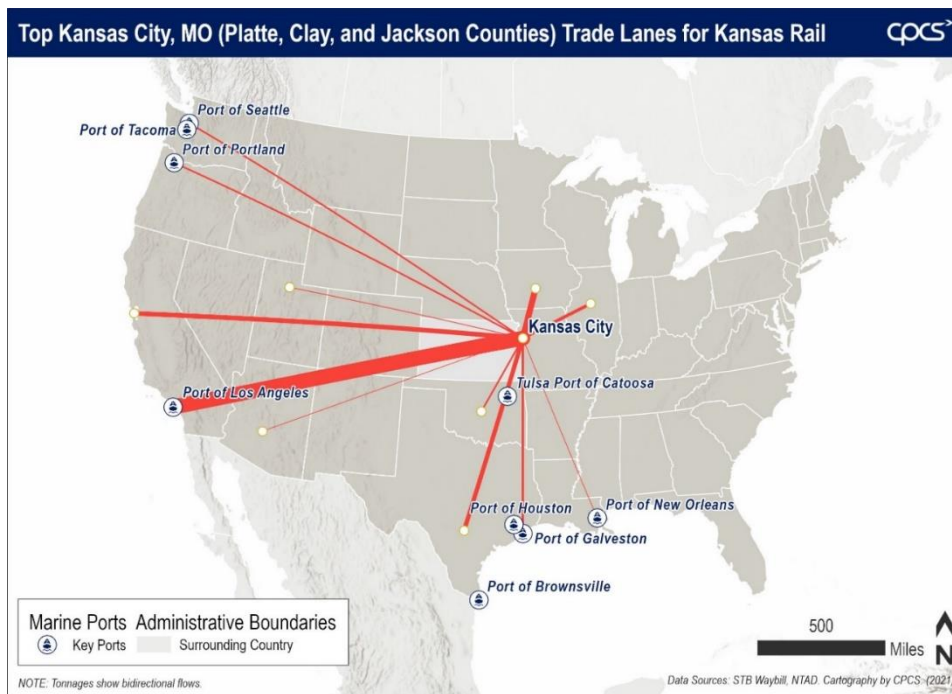 Top Kansas City, MO (Platte, Clay, and Jackson Counties) Trade Lanes for Kansas Rail
CPCS
Port of Seattle
Port of Tacoma
Port of Portland
Kansas City
Port of Los Angeles
Tulsa Port of Catoosa
Port of Houston
Port of New Orleans
Port of Galveston
Port of Brownsville
Marine Ports Administrative Boundaries
Key Ports Surrounding Country
500
Miles
N
NOTE: Tonnages show bidirectional flows.
Data Sources: STB Waybill, NTAD. Cartography by CPCS